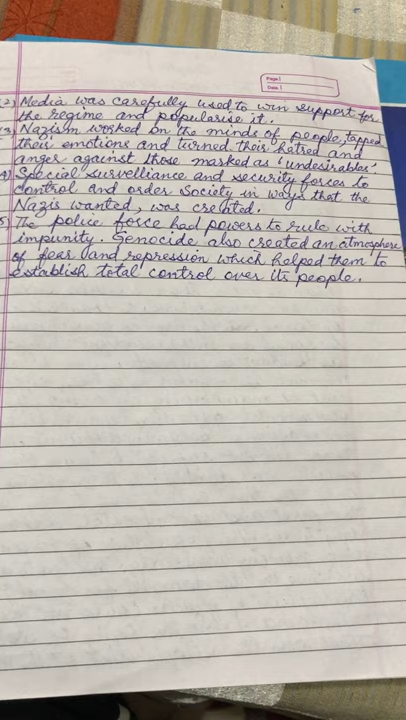 Page:
Date:
(2) Media was carefully used to win support for
the regime and popularise it.
(3) Nazism worked on the minds of people, tapped
their emotions and turned their hatred and
anger against those marked as 'undesirables'
4) Special survelliance and security forces to
control and order Society in ways that the
Nazis wanted, was created.
5) The police force had powers to rule with
impunity. Genocide also created an atmosphere
of fear and repression which helped them to
establish total control over its people.